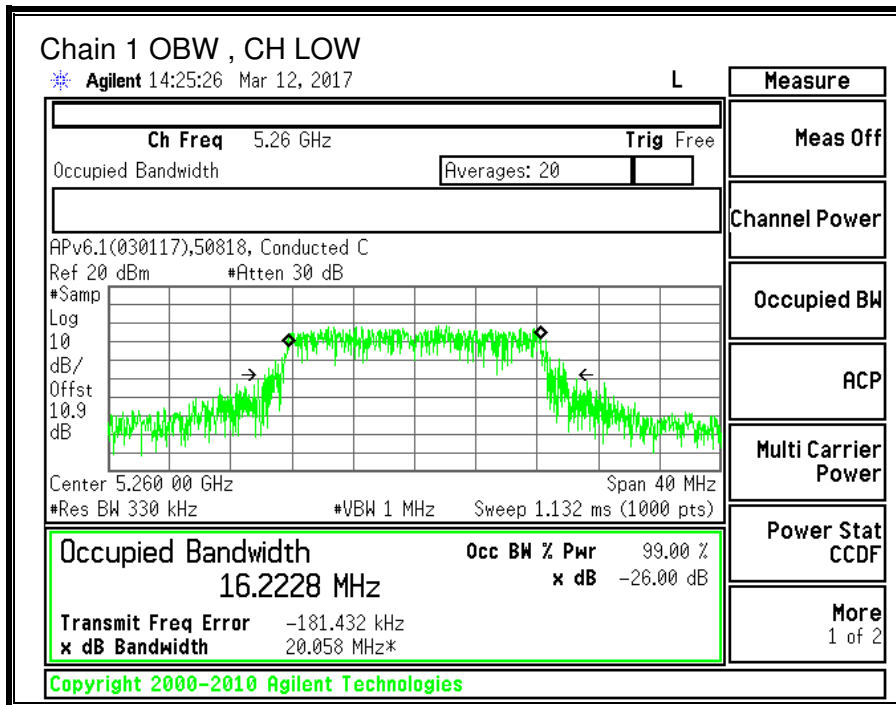 Chain 1 OBW , CH LOW
Agilent 14:25:26 Mar 12, 2017 L
Measure
Ch Freq 5.26 GHz Trig Free
Occupied Bandwidth Averages: 20
APv6.1(030117),50818, Conducted C
Ref 20 dBm #Atten 30 dB
#Samp
Log
10
dB/
Offst
10.9
dB
Center 5.260 00 GHz Span 40 MHz
#Res BW 330 kHz #VBW 1 MHz Sweep 1.132 ms (1000 pts)
Occupied Bandwidth Occ BW % Pwr 99.00 %
16.2228 MHz x dB -26.00 dB
Transmit Freq Error -181.432 kHz
x dB Bandwidth 20.058 MHz*
Copyright 2000-2010 Agilent Technologies
Meas Off
Channel Power
Occupied BW
ACP
Multi Carrier
Power
Power Stat
CCDF
More
1 of 2